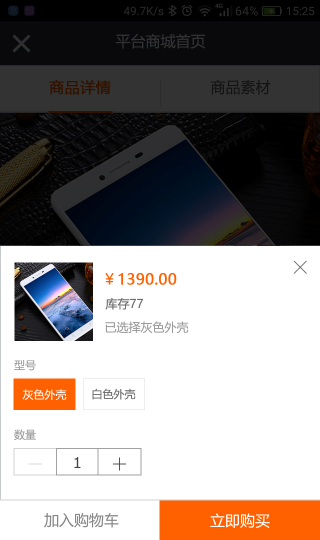 49.7K/s 4G 64% 15:25
平台商城首页
商品详情 商品素材
¥1390.00
库存77
已选择灰色外壳
型号
灰色外壳 白色外壳
数量
1
加入购物车 立即购买